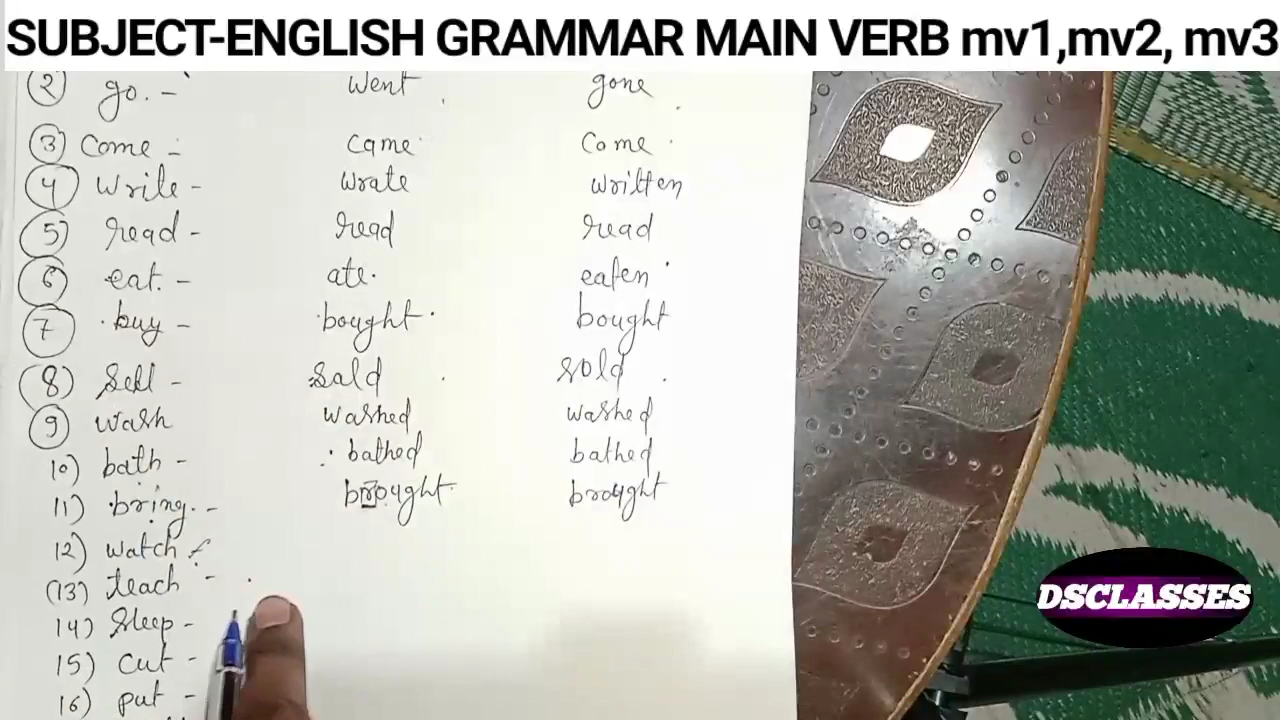 SUBJECT-ENGLISH GRAMMAR MAIN VERB mv1,mv2, mv3
2 go. - went gone
3 Come - came Come
4 write - wrate written
5 read - read read
6 eat. - ate. eaten
7 buy - bought. bought
8) Sell - sald sold
9 wash washed washed
10) bath - bathed bathed
11) bring. - brought. brought
12) watch -
(13) teach -
14) Sleep -
15) cut -
16) put -
DSCLASSES